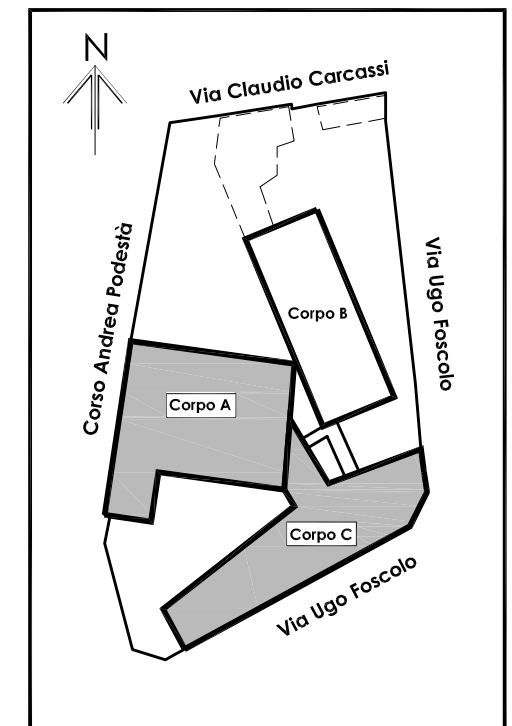 N
Via Claudio Carcassi
Corso Andrea Podestà
Via Ugo Foscolo
Corpo B
Corpo A
Corpo C
Via Ugo Foscolo